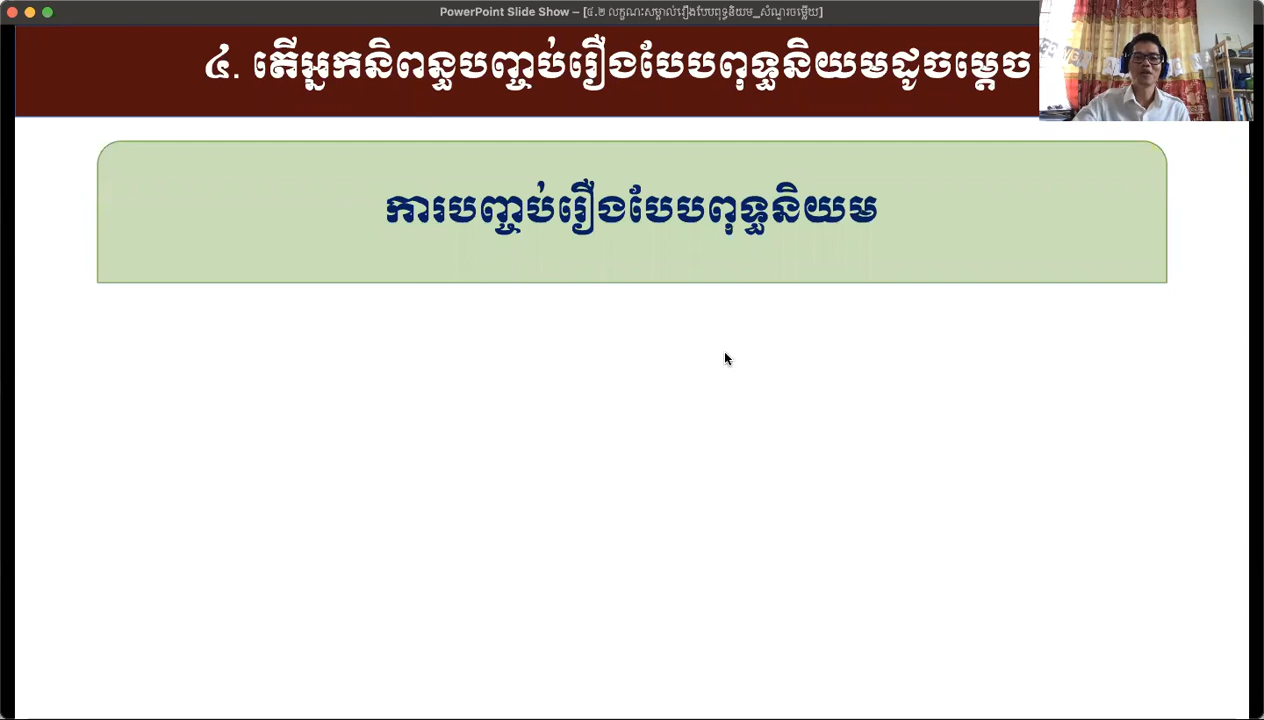 PowerPoint Slide Show – [៤.២ លក្ខណៈសម្គាល់រឿងបែបពុទ្ធនិយម_សំណួរចម្លើយ]
៤. តើអ្នកនិពន្ធបញ្ចប់រឿងបែបពុទ្ធនិយមដូចម្ដេច
ការបញ្ចប់រឿងបែបពុទ្ធនិយម